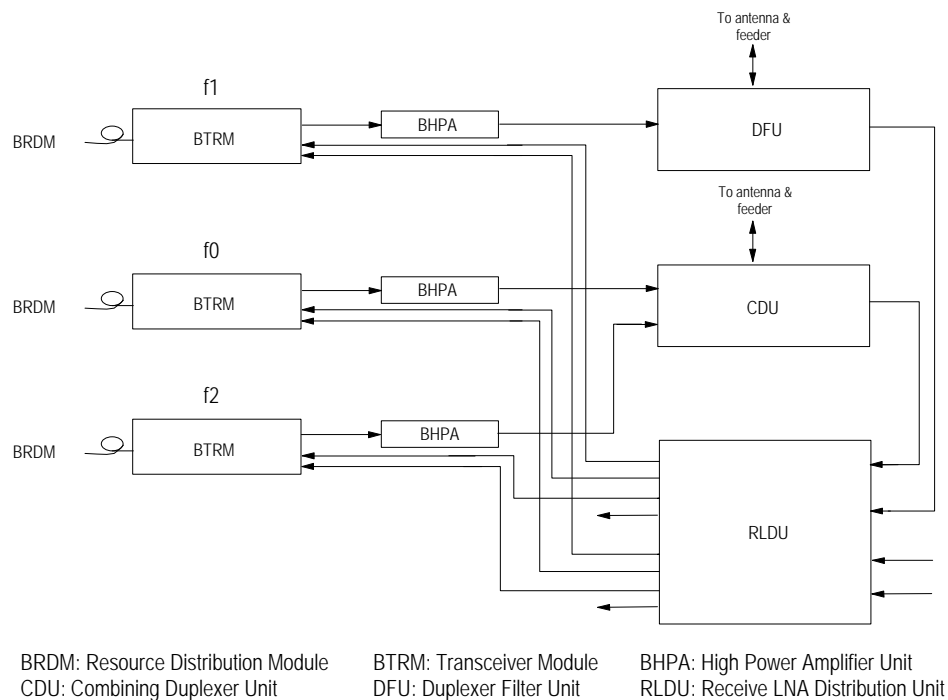 To antenna &
feeder
f1
BRDM
BTRM
BHPA
DFU
To antenna &
feeder
f0
BRDM
BTRM
BHPA
CDU
f2
BRDM
BTRM
BHPA
RLDU
BRDM: Resource Distribution Module BTRM: Transceiver Module BHPA: High Power Amplifier Unit
CDU: Combining Duplexer Unit DFU: Duplexer Filter Unit RLDU: Receive LNA Distribution Unit